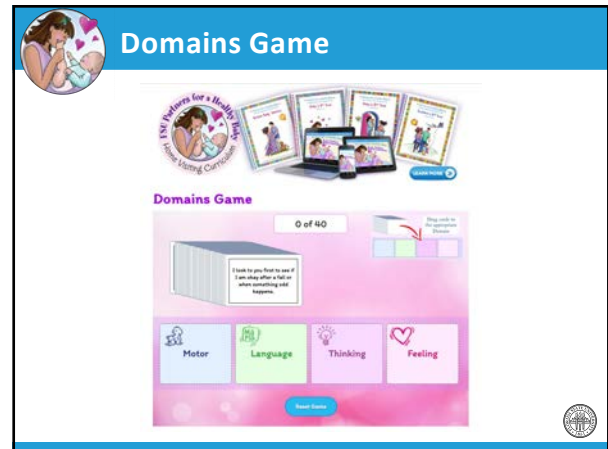 Domains Game
FSU Partners for a Healthy Baby
Home Visiting Curriculum
LEARN MORE
Domains Game
0 of 40
Drag cards to
the appropriate
Domain
I look to you first to see if
I am okay after a fall or
when something odd
happens.
Motor
Language
Thinking
Feeling
Reset Game